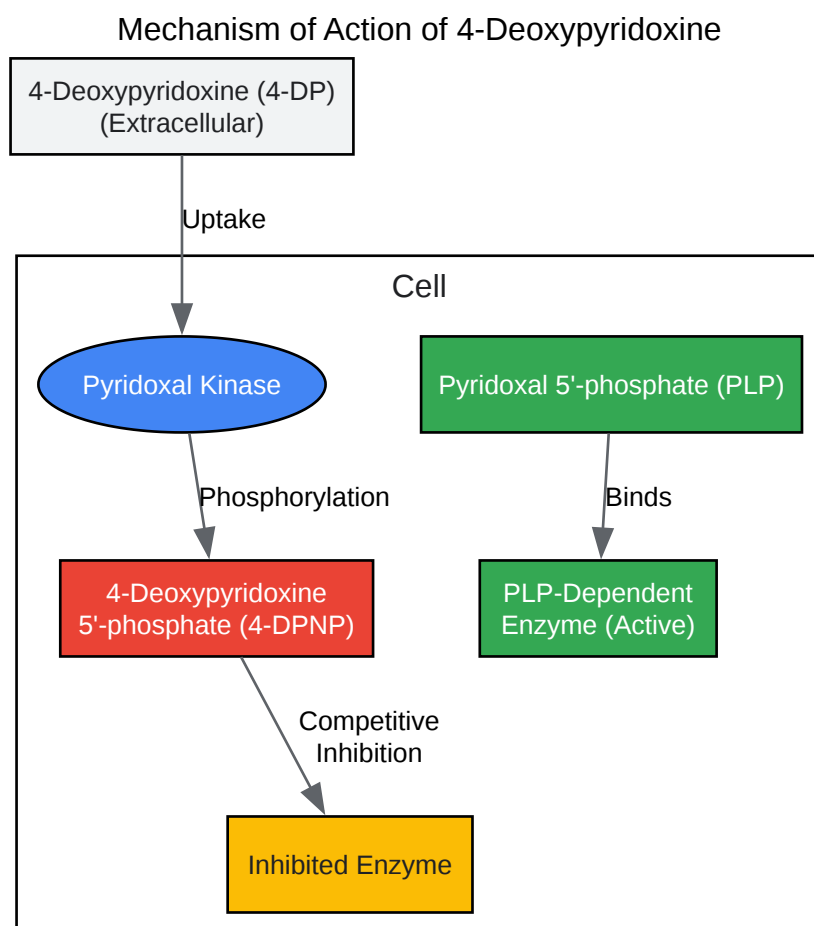 Mechanism of Action of 4-Deoxypyridoxine
4-Deoxypyridoxine (4-DP)
(Extracellular)
Uptake
Cell
Pyridoxal Kinase
Pyridoxal 5'-phosphate (PLP)
Phosphorylation
Binds
4-Deoxypyridoxine
5'-phosphate (4-DPNP)
PLP-Dependent
Enzyme (Active)
Competitive
Inhibition
Inhibited Enzyme